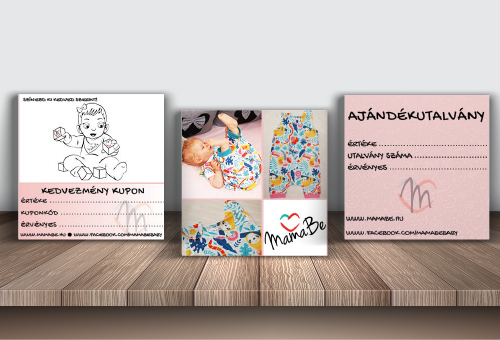 SZÍNEZD KI KEDVED SZERINT!
KEDVEZMÉNY KUPON
ÉRTÉKE
KUPONKÓD
ÉRVÉNYES
WWW.MAMABE.HU ● WWW.FACEBOOK.COM/MAMABEBABY
MamaBe
AJÁNDÉKUTALVÁNY
ÉRTÉKE
UTALVÁNY SZÁMA
ÉRVÉNYES
WWW.MAMABE.HU
WWW.FACEBOOK.COM/MAMABEBABY